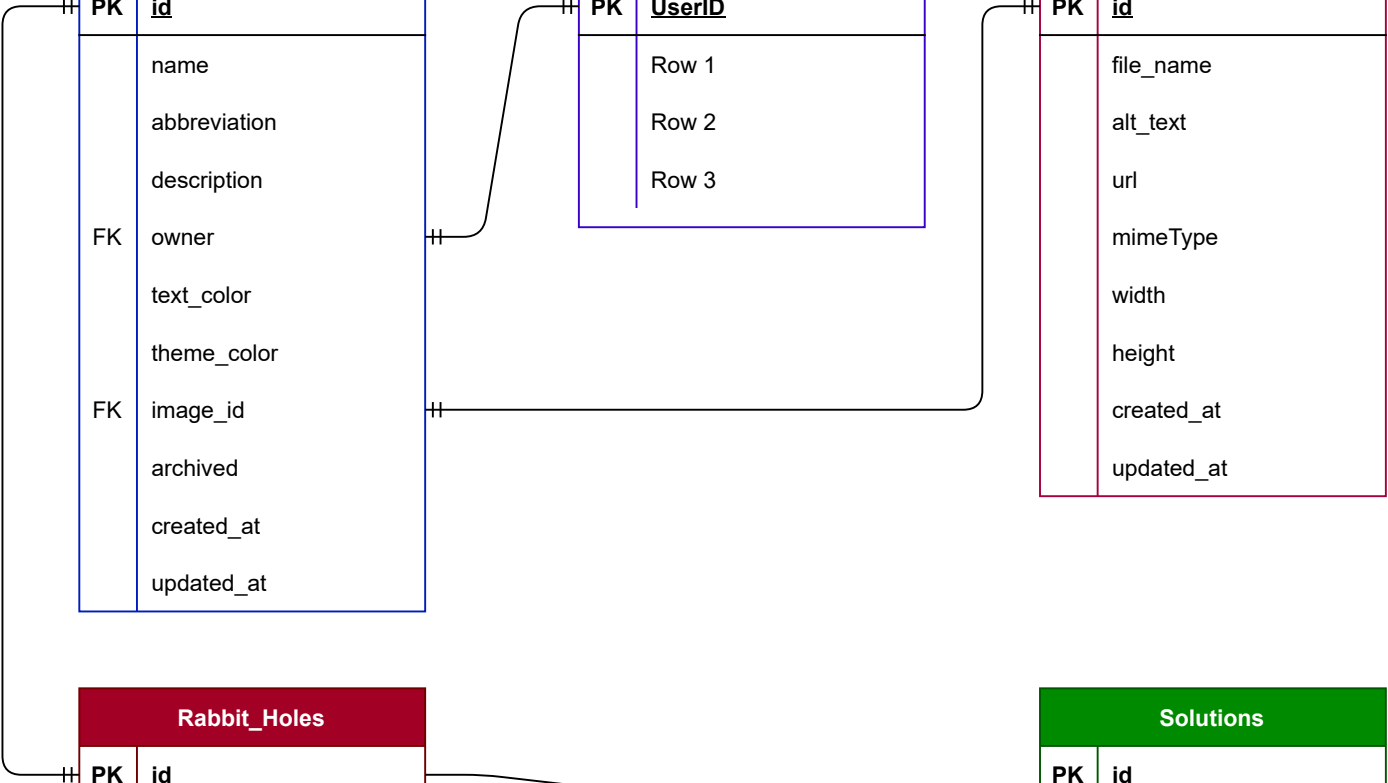 PK id
name
abbreviation
description
FK owner
text_color
theme_color
FK image_id
archived
created_at
updated_at
PK UserID
Row 1
Row 2
Row 3
PK id
file_name
alt_text
url
mimeType
width
height
created_at
updated_at
Rabbit_Holes
PK id
Solutions
PK id